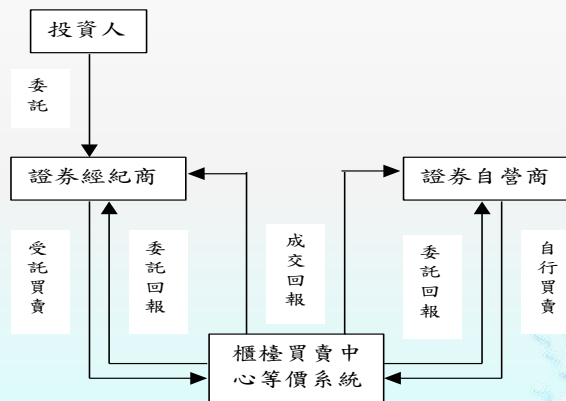 投資人
委託
證券經紀商
證券自營商
受託買賣
委託回報
成交回報
委託回報
自行買賣
櫃檯買賣中
心等價系統